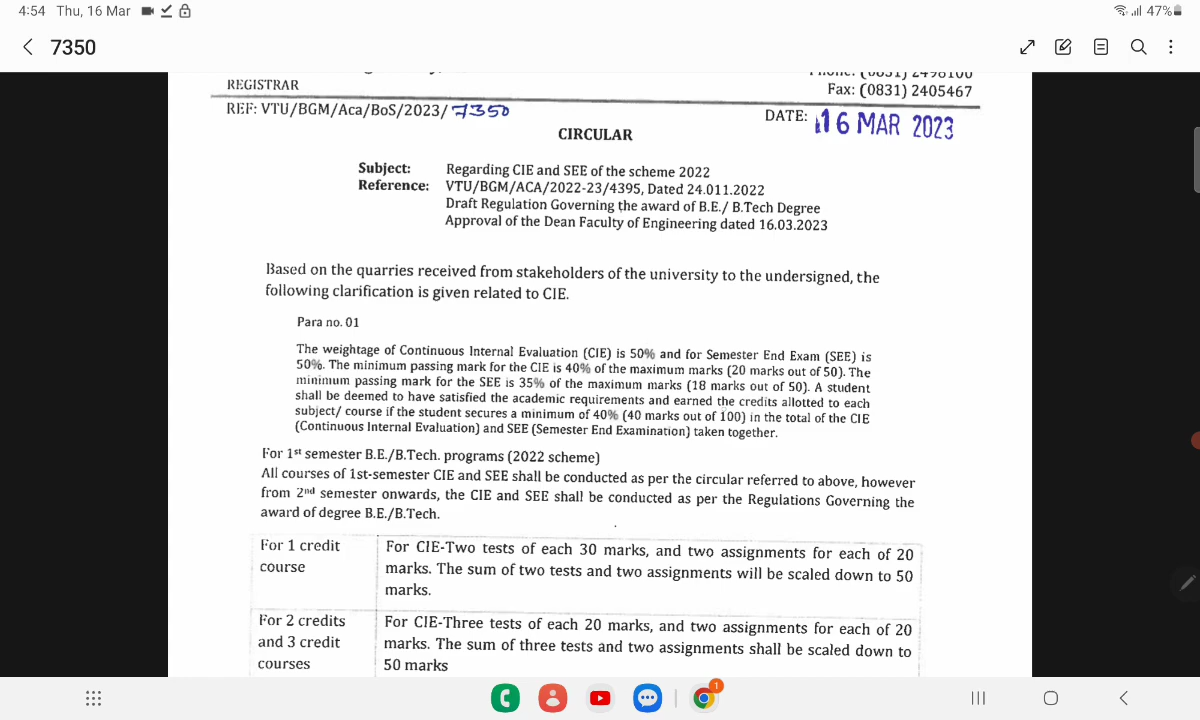 4:54 Thu, 16 Mar
47%
7350
REGISTRAR
Fax: (0831) 2405467
REF: VTU/BGM/Aca/BoS/2023/ 7350
DATE: 16 MAR 2023
CIRCULAR
Subject: Regarding CIE and SEE of the scheme 2022
Reference: VTU/BGM/ACA/2022-23/4395, Dated 24.011.2022
Draft Regulation Governing the award of B.E./ B.Tech Degree
Approval of the Dean Faculty of Engineering dated 16.03.2023
Based on the quarries received from stakeholders of the university to the undersigned, the
following clarification is given related to CIE.
Para no. 01
The weightage of Continuous Internal Evaluation (CIE) is 50% and for Semester End Exam (SEE) is
50%. The minimum passing mark for the CIE is 40% of the maximum marks (20 marks out of 50). The
minimum passing mark for the SEE is 35% of the maximum marks (18 marks out of 50). A student
shall be deemed to have satisfied the academic requirements and earned the credits allotted to each
subject/ course if the student secures a minimum of 40% (40 marks out of 100) in the total of the CIE
(Continuous Internal Evaluation) and SEE (Semester End Examination) taken together.
For 1st semester B.E./B.Tech. programs (2022 scheme)
All courses of 1st-semester CIE and SEE shall be conducted as per the circular referred to above, however
from 2nd semester onwards, the CIE and SEE shall be conducted as per the Regulations Governing the
award of degree B.E./B.Tech.
For 1 credit
course
For CIE-Two tests of each 30 marks, and two assignments for each of 20
marks. The sum of two tests and two assignments will be scaled down to 50
marks.
For 2 credits
and 3 credit
courses
For CIE-Three tests of each 20 marks, and two assignments for each of 20
marks. The sum of three tests and two assignments shall be scaled down to
50 marks
1